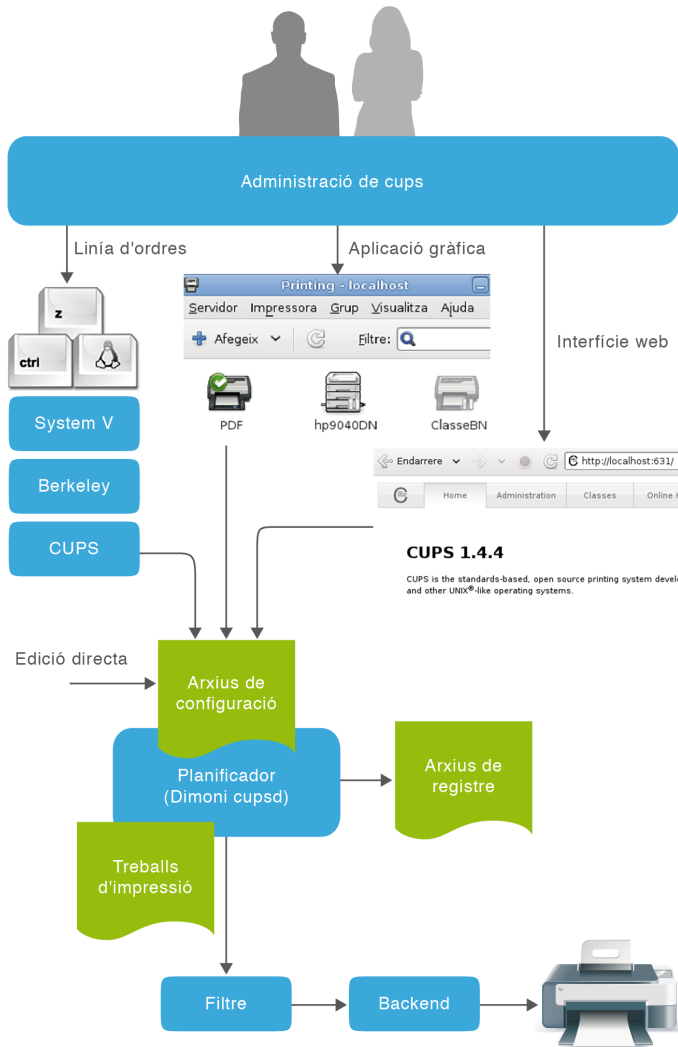 Administració de cups
Linía d'ordres
Aplicació gràfica
Printing - localhost
Servidor Impressora Grup Visualitza Ajuda
Afegeix Filtre:
PDF hp9040DN ClasseBN
z
ctrl
Interfície web
System V
Berkeley
CUPS
Endarrere http://localhost:631/
Home Administration Classes Online
CUPS 1.4.4
CUPS is the standards-based, open source printing system
and other UNIX®-like operating systems.
Edició directa
Arxius de
configuració
Planificador
(Dimoni cupsd)
Arxius de
registre
Treballs
d'impressió
Filtre
Backend